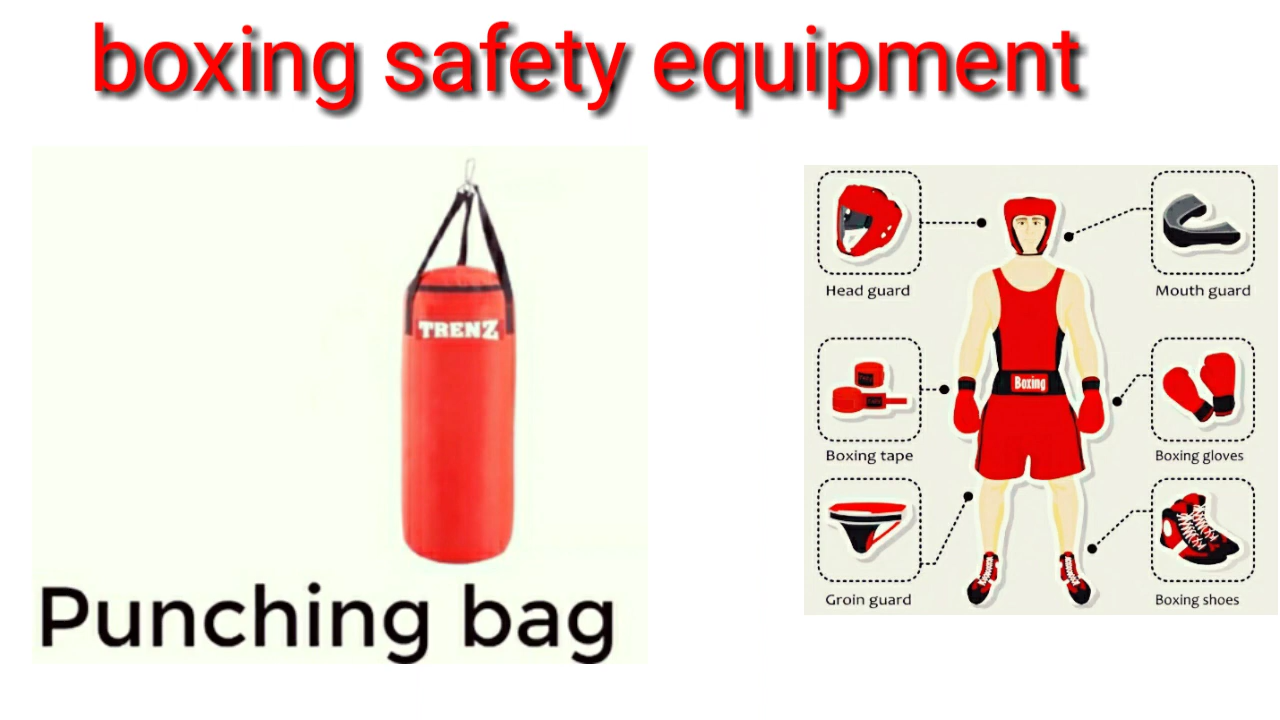 boxing safety equipment
TRENZ
Punching bag
Head guard
Mouth guard
Boxing
Boxing tape
Boxing gloves
Groin guard
Boxing shoes